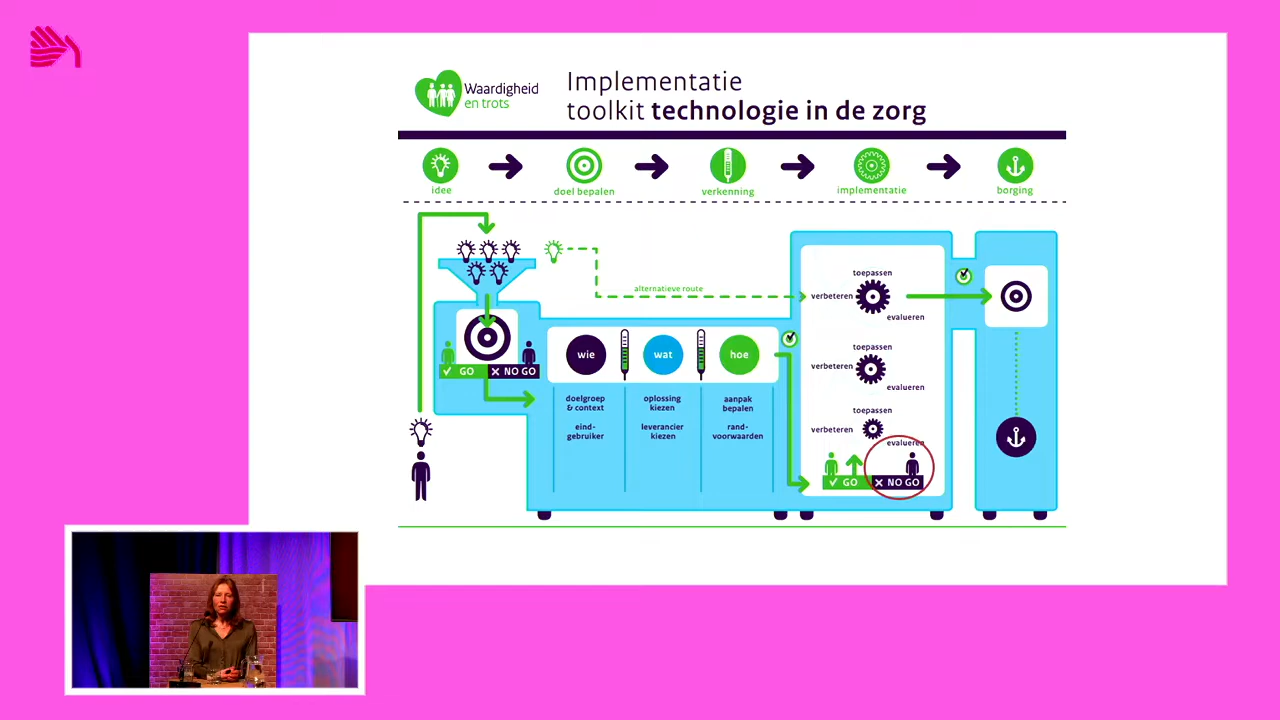 Waardigheid
en trots
Implementatie
toolkit technologie in de zorg
idee
doel bepalen
verkenning
implementatie
borging
alternatieve route
toepassen
verbeteren
evalueren
GO
NO GO
wie
wat
hoe
doelgroep
& context
eind-
gebruiker
oplossing
kiezen
leverancier
kiezen
aanpak
bepalen
rand-
voorwaarden
toepassen
verbeteren
evalueren
toepassen
verbeteren
evalueren
GO
NO GO